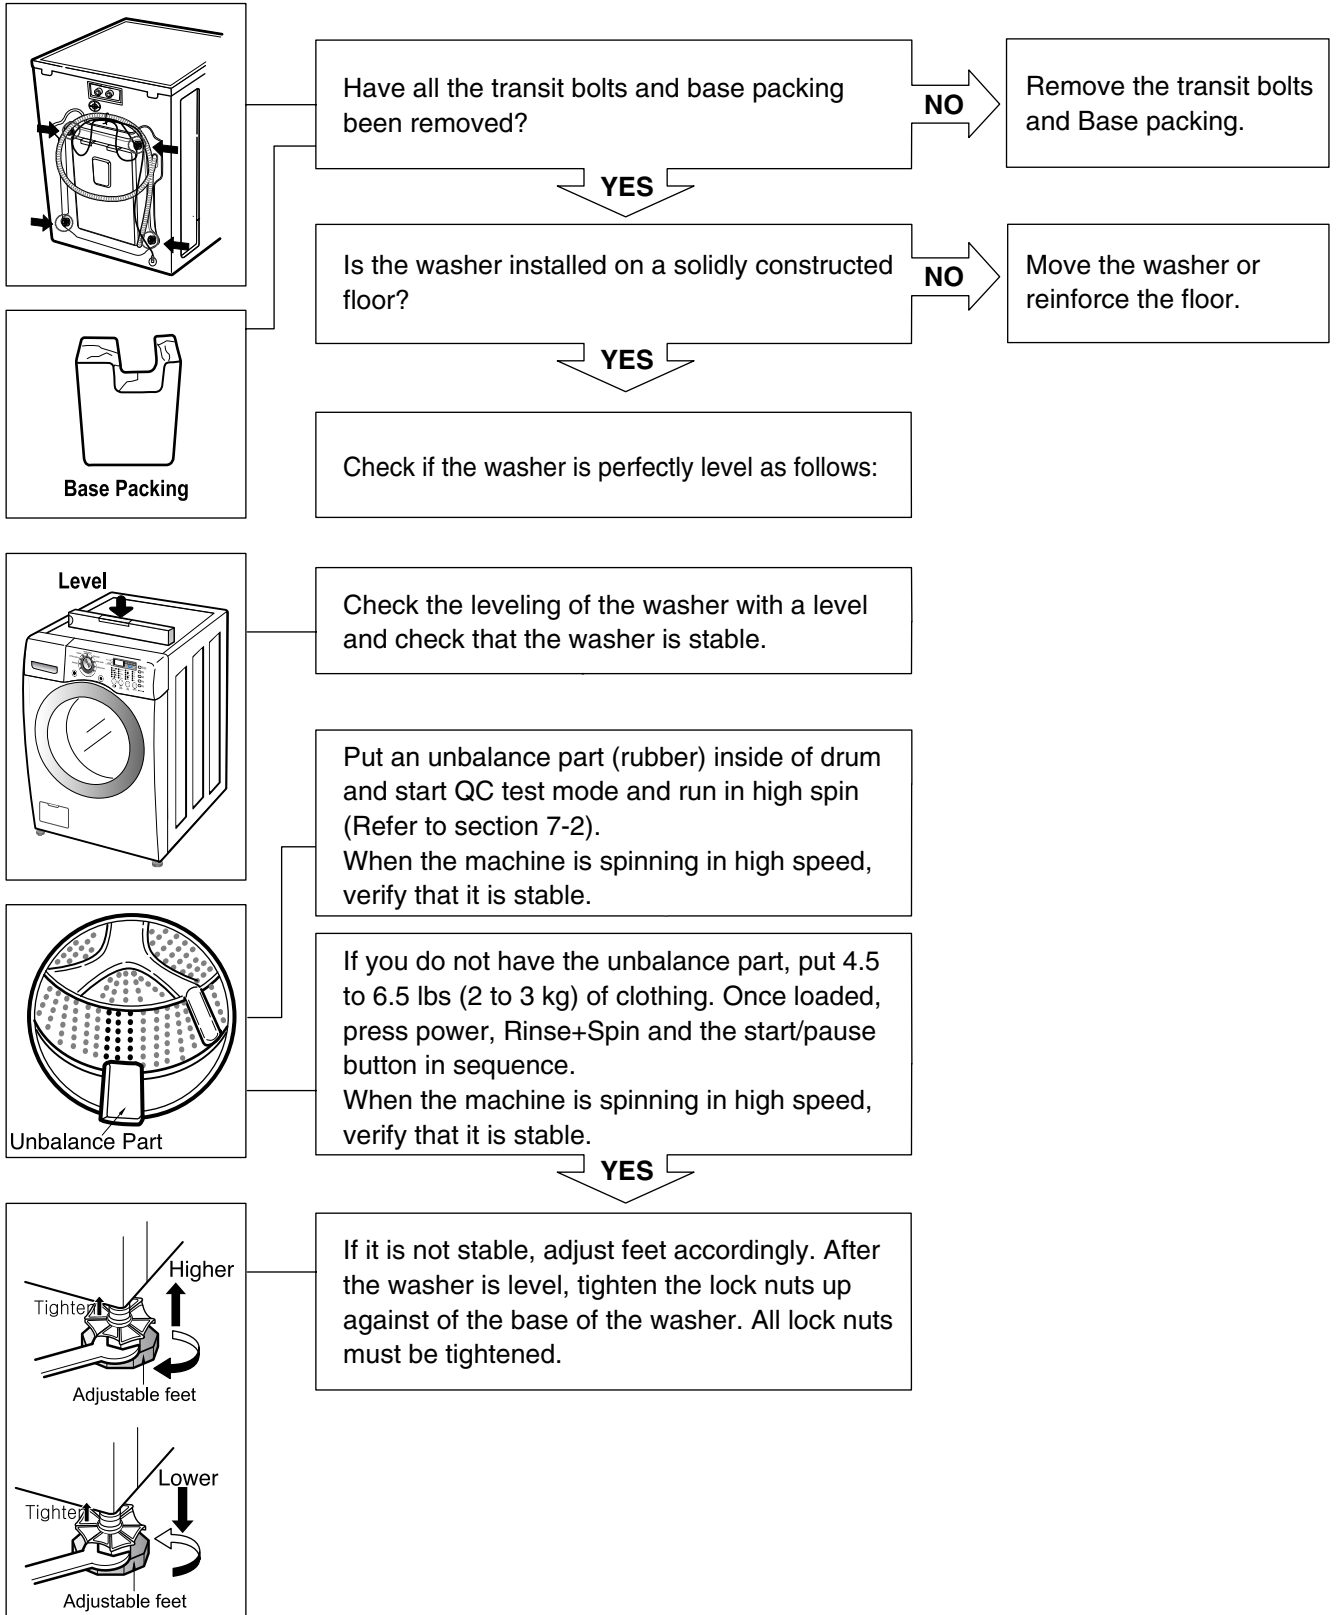 Have all the transit bolts and base packing
been removed?
NO
Remove the transit bolts
and Base packing.
YES
Is the washer installed on a solidly constructed
floor?
NO
Move the washer or
reinforce the floor.
YES
Base Packing
Check if the washer is perfectly level as follows:
Level
Check the leveling of the washer with a level
and check that the washer is stable.
Put an unbalance part (rubber) inside of drum
and start QC test mode and run in high spin
(Refer to section 7-2).
When the machine is spinning in high speed,
verify that it is stable.
Unbalance Part
If you do not have the unbalance part, put 4.5
to 6.5 lbs (2 to 3 kg) of clothing. Once loaded,
press power, Rinse+Spin and the start/pause
button in sequence.
When the machine is spinning in high speed,
verify that it is stable.
YES
Higher
Tighten
Adjustable feet
If it is not stable, adjust feet accordingly. After
the washer is level, tighten the lock nuts up
against of the base of the washer. All lock nuts
must be tightened.
Lower
Tighten
Adjustable feet